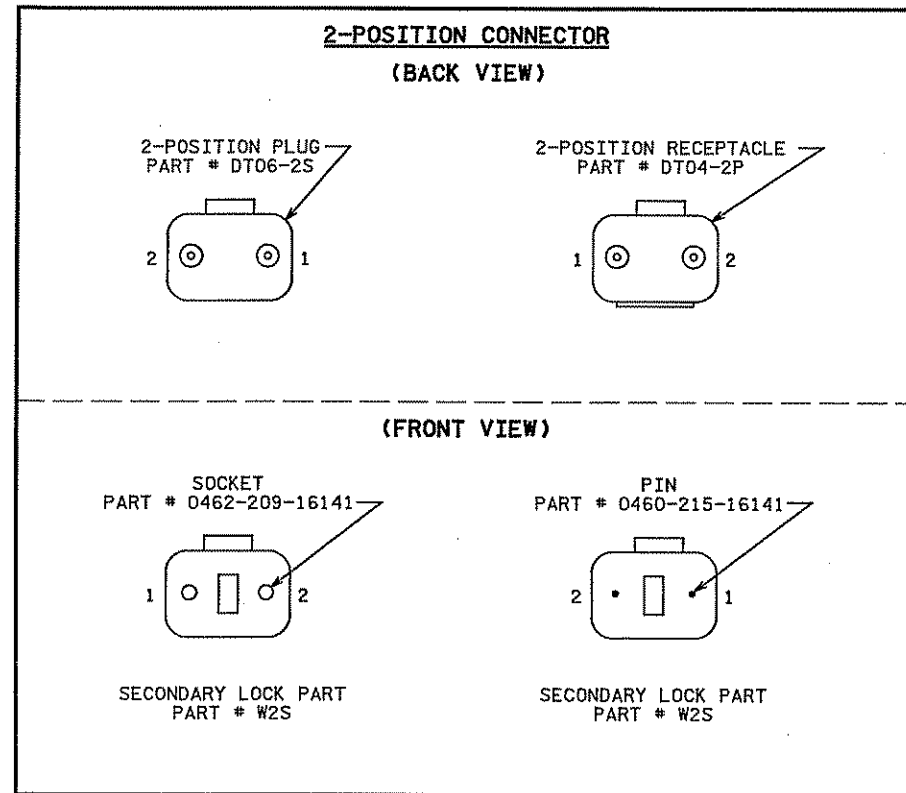 2-POSITION CONNECTOR
(BACK VIEW)
2-POSITION PLUG
PART # DT06-2S
2 1
2-POSITION RECEPTACLE
PART # DT04-2P
1 2
(FRONT VIEW)
SOCKET
PART # 0462-209-16141
1 2
SECONDARY LOCK PART
PART # W2S
PIN
PART # 0460-215-16141
2 1
SECONDARY LOCK PART
PART # W2S